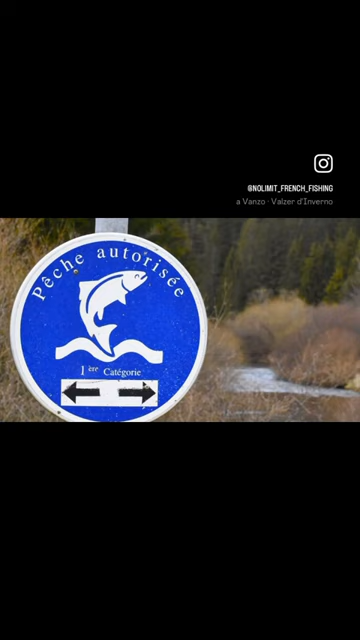 @NOLIMIT_FRENCH_FISHING
a Vanzo · Valzer d'Inverno
Pêche autorisée
1ère Catégorie